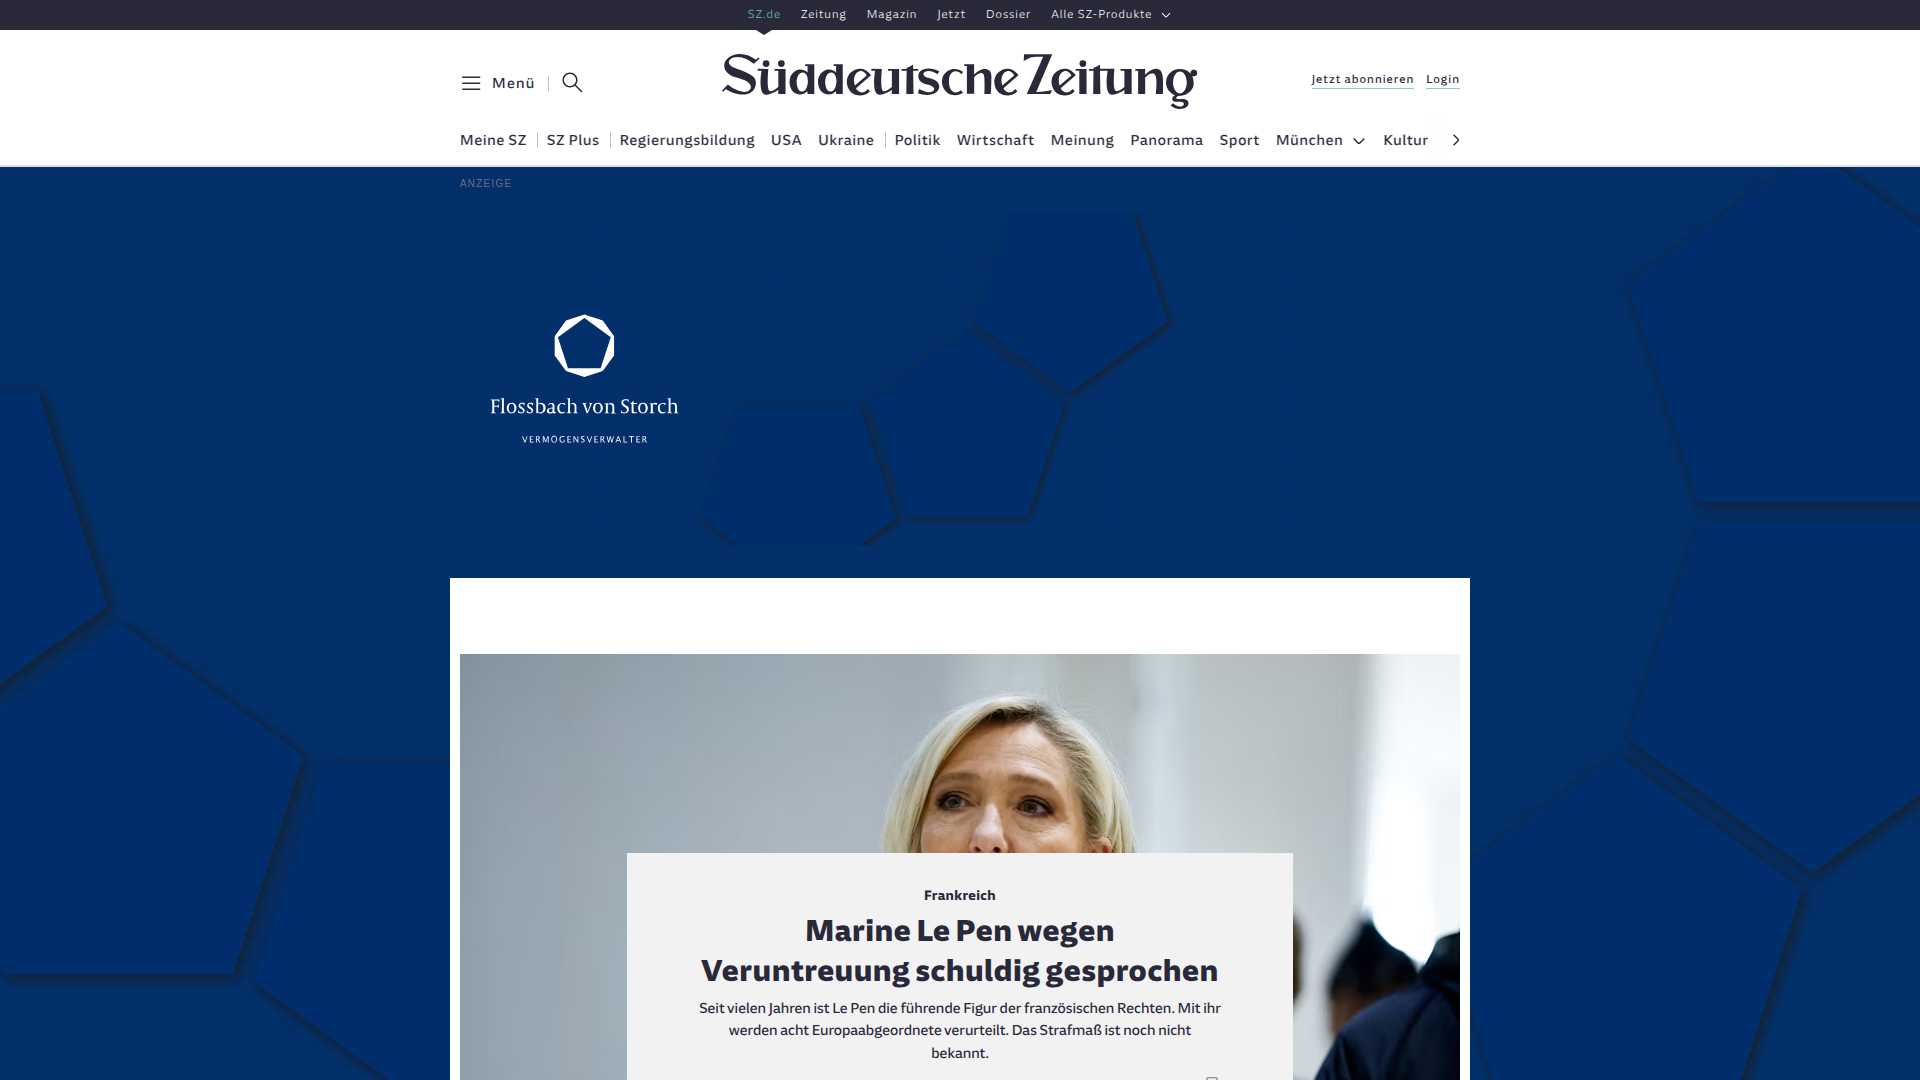 SZ.de Zeitung Magazin Jetzt Dossier Alle SZ-Produkte
Menü
Süddeutsche Zeitung
Jetzt abonnieren Login
Meine SZ SZ Plus Regierungsbildung USA Ukraine Politik Wirtschaft Meinung Panorama Sport München Kultur
ANZEIGE
Flossbach von Storch
VERMÖGENSVERWALTER
Frankreich
Marine Le Pen wegen
Veruntreuung schuldig gesprochen
Seit vielen Jahren ist Le Pen die führende Figur der französischen Rechten. Mit ihr
werden acht Europaabgeordnete verurteilt. Das Strafmaß ist noch nicht
bekannt.